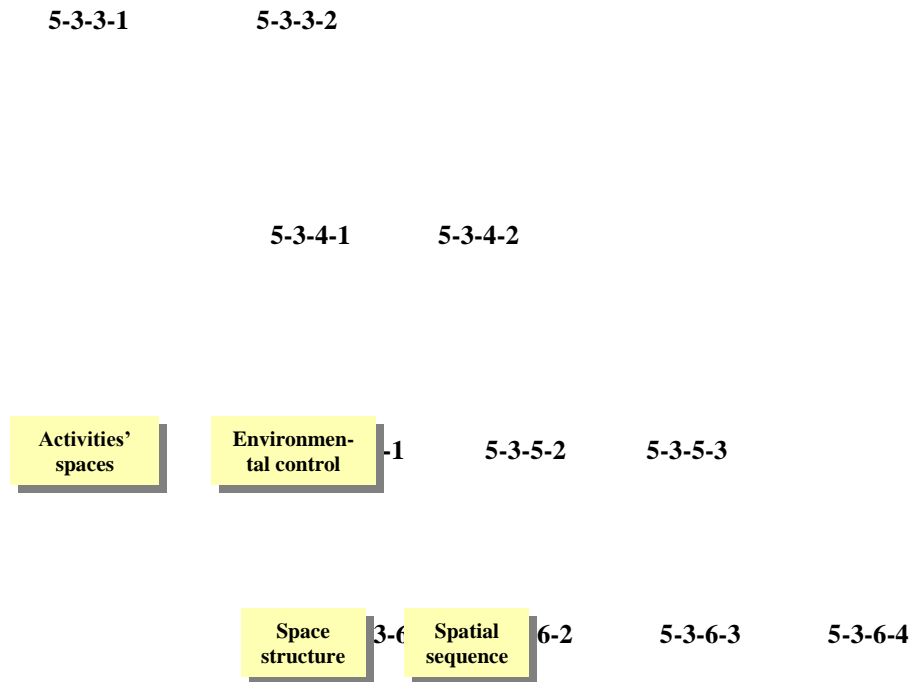 5-3-3-1 5-3-3-2
5-3-4-1 5-3-4-2
Activities’
spaces
Environmen-
tal control
-1 5-3-5-2 5-3-5-3
Space
structure
3-6
Spatial
sequence
6-2 5-3-6-3 5-3-6-4